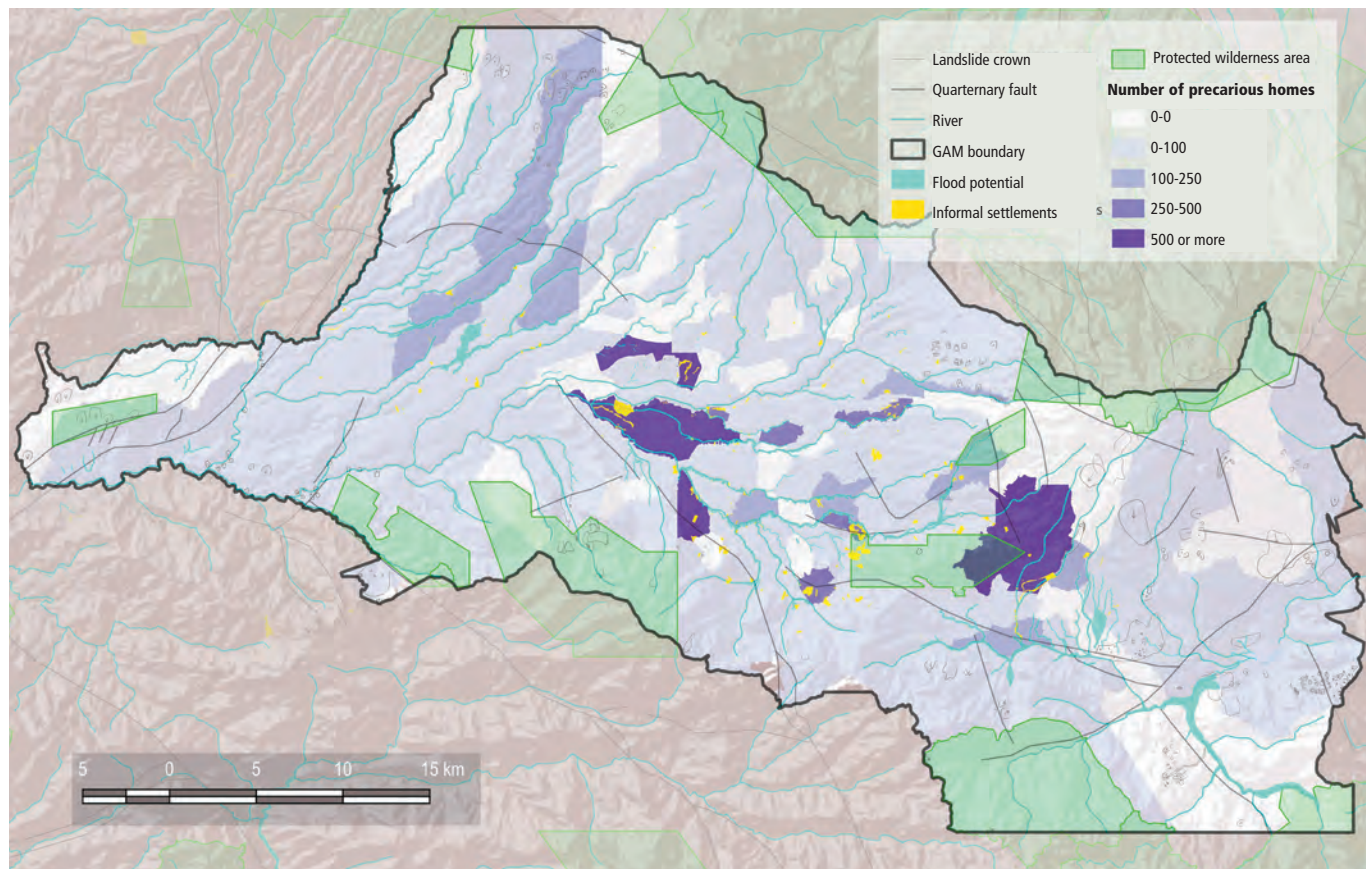 Landslide crown
Quarternary fault
River
GAM boundary
Flood potential
Informal settlements
s
Protected wilderness area
Number of precarious homes
0-0
0-100
100-250
250-500
500 or more
5 0 5 10 15 km